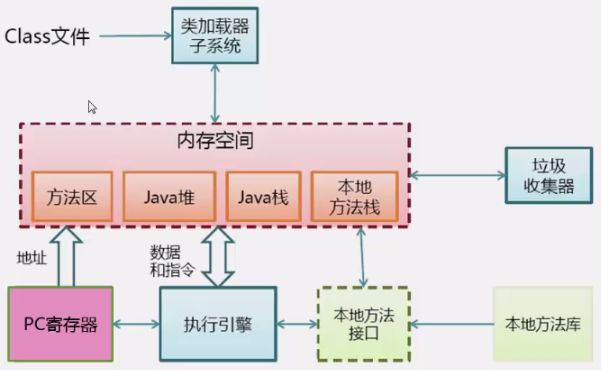 Class文件
类加载器
子系统
内存空间
方法区
Java堆
Java栈
本地
方法栈
垃圾
收集器
地址
数据
和指令
PC寄存器
执行引擎
本地方法
接口
本地方法库